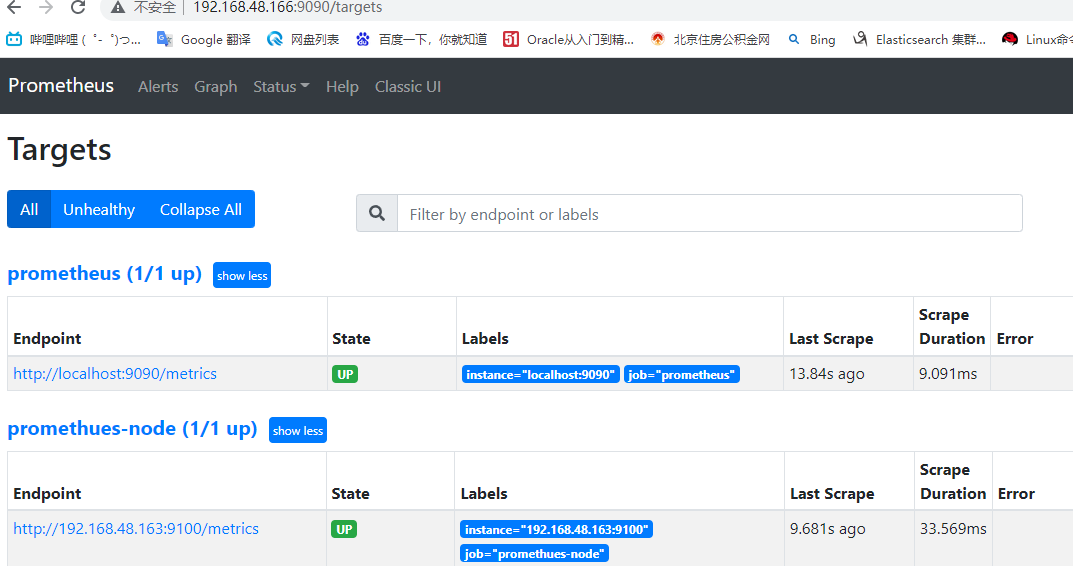 不安全 192.168.48.166:9090/targets
哔哩哔哩 (゜-゜)つ... Google 翻译 网盘列表 百度一下，你就知道 51 Oracle从入门到精... 北京住房公积金网 Bing Elasticsearch 集群... Linux命令
Prometheus Alerts Graph Status Help Classic UI
Targets
All Unhealthy Collapse All Filter by endpoint or labels
prometheus (1/1 up) show less
Endpoint State Labels Last Scrape Scrape Duration Error
http://localhost:9090/metrics UP instance="localhost:9090" job="prometheus" 13.84s ago 9.091ms
promethues-node (1/1 up) show less
Endpoint State Labels Last Scrape Scrape Duration Error
http://192.168.48.163:9100/metrics UP instance="192.168.48.163:9100" 9.681s ago 33.569ms
job="promethues-node"